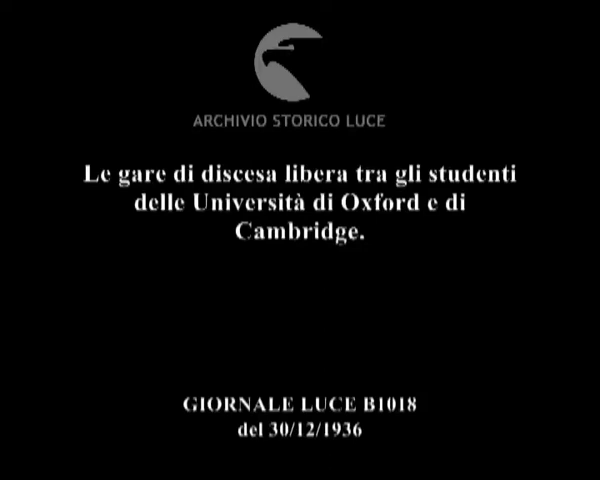 ARCHIVIO STORICO LUCE
Le gare di discesa libera tra gli studenti
delle Università di Oxford e di
Cambridge.
GIORNALE LUCE B1018
del 30/12/1936